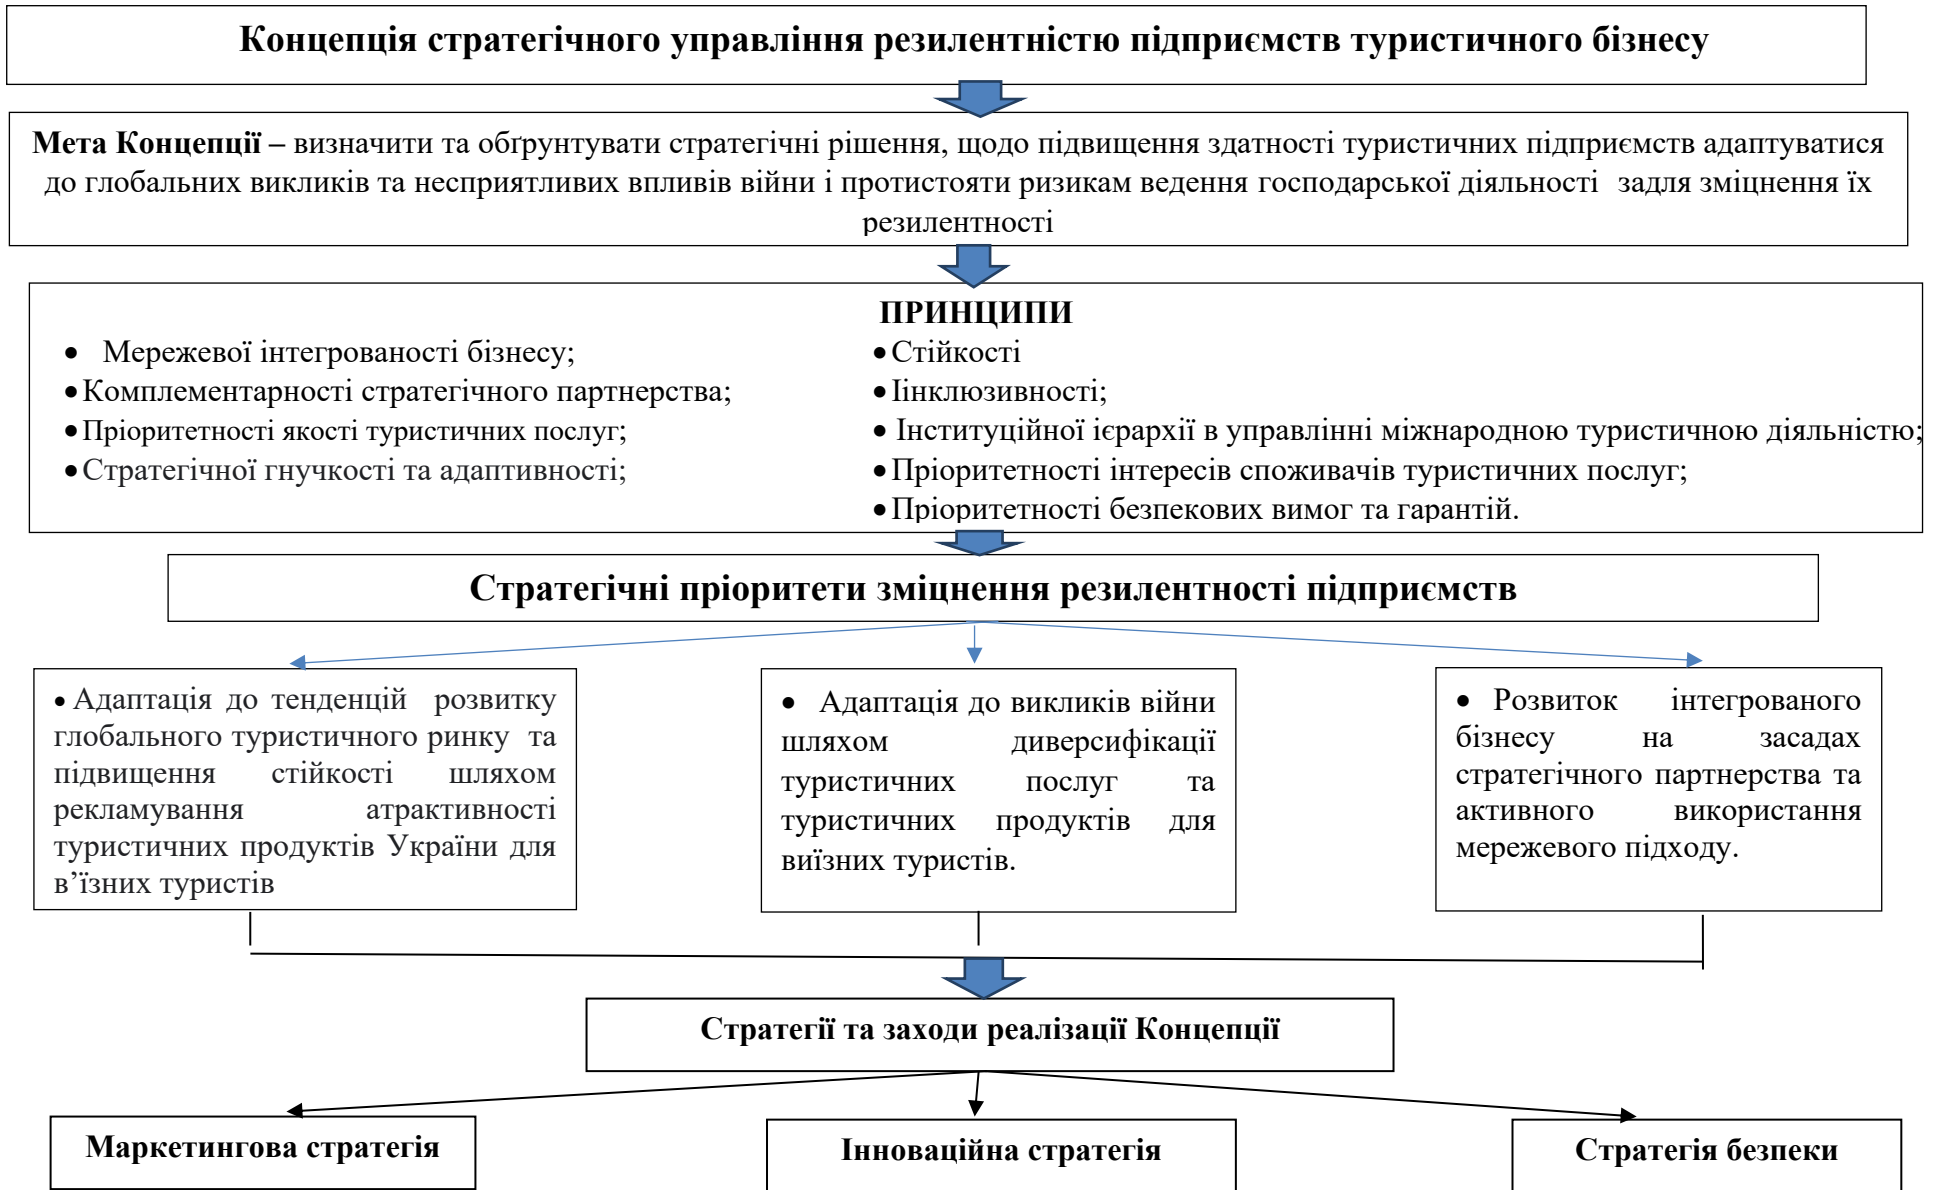 Концепція стратегічного управління резилентністю підприємств туристичного бізнесу
Мета Концепції – визначити та обґрунтувати стратегічні рішення, щодо підвищення здатності туристичних підприємств адаптуватися
до глобальних викликів та несприятливих впливів війни і протистояти ризикам ведення господарської діяльності задля зміцнення їх
резилентності
ПРИНЦИПИ
• Мережевої інтегрованості бізнесу;
• Комплементарності стратегічного партнерства;
• Пріоритетності якості туристичних послуг;
• Стратегічної гнучкості та адаптивності;
• Стійкості
• Іінклюзивності;
• Інституційної ієрархії в управлінні міжнародною туристичною діяльністю;
• Пріоритетності інтересів споживачів туристичних послуг;
• Пріоритетності безпекових вимог та гарантій.
Стратегічні пріоритети зміцнення резилентності підприємств
• Адаптація до тенденцій розвитку
глобального туристичного ринку та
підвищення стійкості шляхом
рекламування атрактивності
туристичних продуктів України для
в’їзних туристів
• Адаптація до викликів війни
шляхом диверсифікації
туристичних послуг та
туристичних продуктів для
виїзних туристів.
• Розвиток інтегрованого
бізнесу на засадах
стратегічного партнерства та
активного використання
мережевого підходу.
Стратегії та заходи реалізації Концепції
Маркетингова стратегія
Інноваційна стратегія
Стратегія безпеки